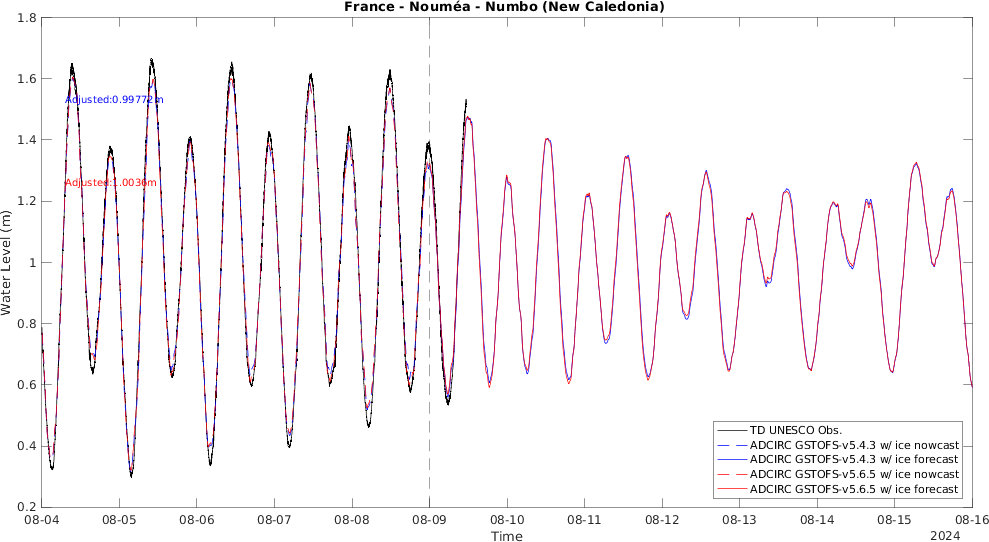 France - Nouméa - Numbo (New Caledonia)
1.8
1.6
1.4
1.2
1
0.8
0.6
0.4
0.2
Water Level (m)
Adjusted:0.99772m
Adjusted:1.0036m
TD UNESCO Obs.
ADCIRC GSTOFS-v5.4.3 w/ ice nowcast
ADCIRC GSTOFS-v5.4.3 w/ ice forecast
ADCIRC GSTOFS-v5.6.5 w/ ice nowcast
ADCIRC GSTOFS-v5.6.5 w/ ice forecast
08-04 08-05 08-06 08-07 08-08 08-09 08-10 08-11 08-12 08-13 08-14 08-15 08-16
Time
2024